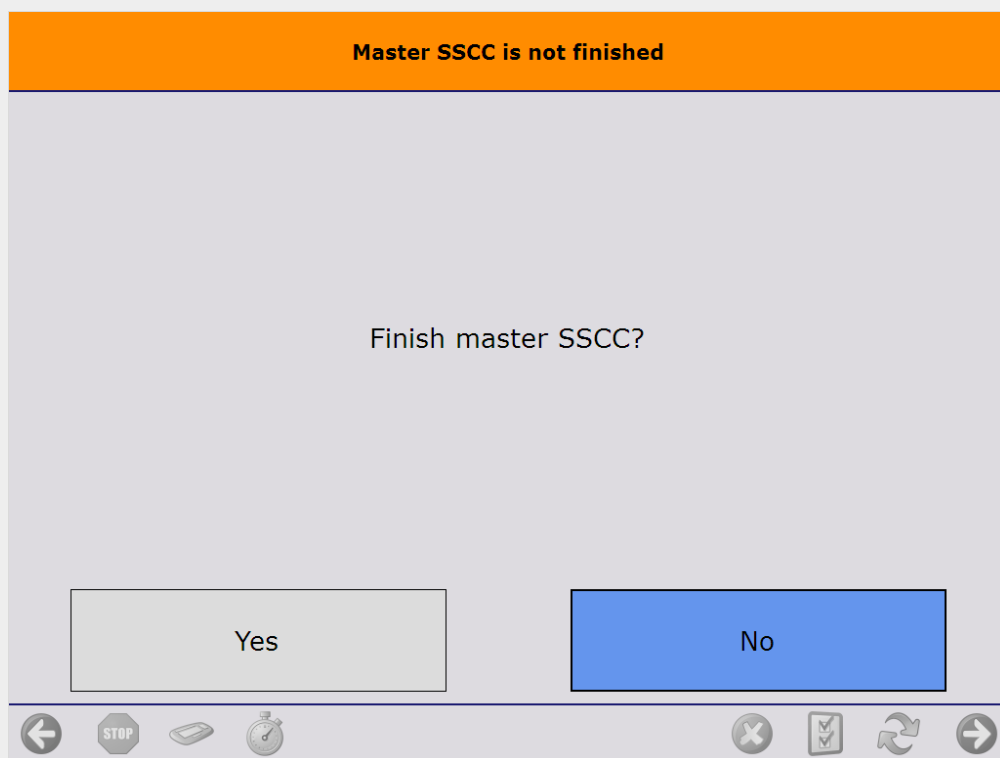 Master SSCC is not finished
Finish master SSCC?
Yes
No
STOP